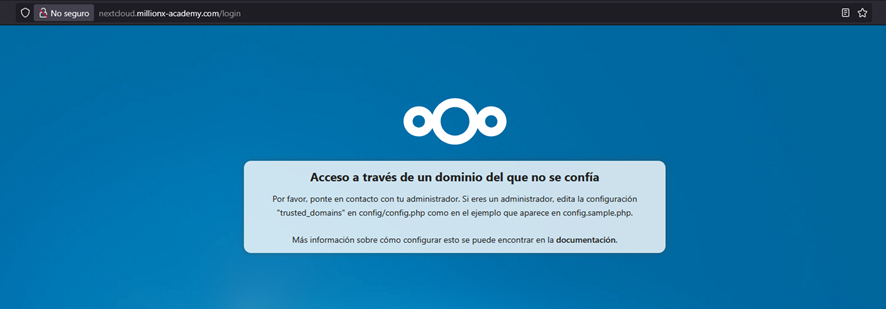 No seguro nextcloud.millionx-academy.com/login
Acceso a través de un dominio del que no se confía
Por favor, ponte en contacto con tu administrador. Si eres un administrador, edita la configuración
"trusted_domains" en config/config.php como en el ejemplo que aparece en config.sample.php.
Más información sobre cómo configurar esto se puede encontrar en la documentación.